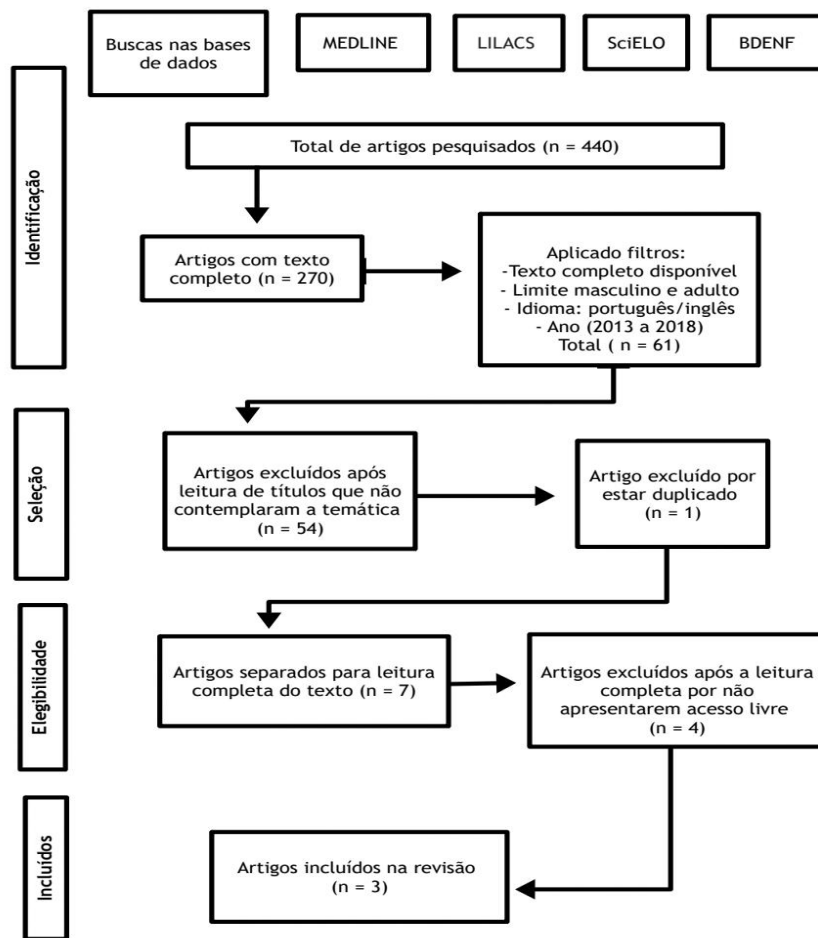 Buscas nas bases
de dados
MEDLINE
LILACS
SciELO
BDENF
Identificação
Total de artigos pesquisados (n = 440)
Artigos com texto
completo (n = 270)
Aplicado filtros:
-Texto completo disponível
- Limite masculino e adulto
- Idioma: português/inglês
- Ano (2013 a 2018)
Total ( n = 61)
Seleção
Artigos excluídos após
leitura de títulos que não
contemplaram a temática
(n = 54)
Artigo excluído por
estar duplicado
(n = 1)
Elegibilidade
Artigos separados para leitura
completa do texto (n = 7)
Artigos excluídos após a leitura
completa por não
apresentarem acesso livre
(n = 4)
Incluídos
Artigos incluídos na revisão
(n = 3)